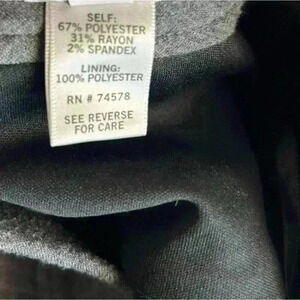 SELF:
67% POLYESTER
31% RAYON
2% SPANDEX
LINING:
100% POLYESTER
RN # 74578
SEE REVERSE
FOR CARE